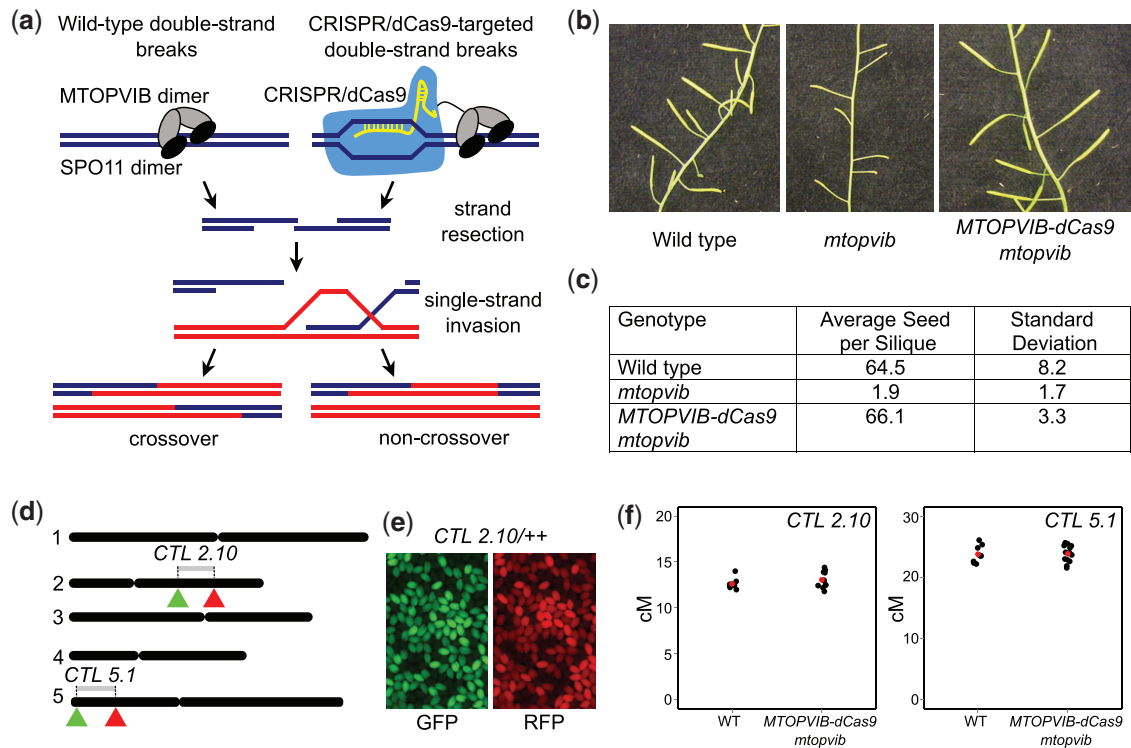 (a)
Wild-type double-strand
breaks
CRISPR/dCas9-targeted
double-strand breaks
MTOPVIB dimer
CRISPR/dCas9
SPO11 dimer
strand
resection
single-strand
invasion
crossover
non-crossover
(b)
Wild type
mtopvib
MTOPVIB-dCas9
mtopvib
(c)
Genotype
Average Seed
per Silique
Standard
Deviation
Wild type 64.5 8.2
mtopvib 1.9 1.7
MTOPVIB-dCas9 66.1 3.3
mtopvib
(d)
1
CTL 2.10
2
3
4
CTL 5.1
5
(e)
CTL 2.10/++
GFP
RFP
(f)
CTL 2.10
20
15
10
5
0
cM
WT
MTOPVIB-dCas9
mtopvib
CTL 5.1
30
20
10
0
cM
WT
MTOPVIB-dCas9
mtopvib